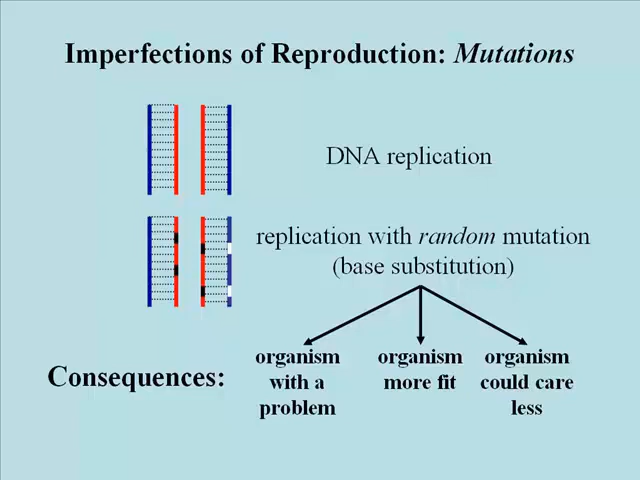 Imperfections of Reproduction: Mutations
DNA replication
replication with random mutation
(base substitution)
Consequences:
organism
with a
problem
organism
more fit
organism
could care
less